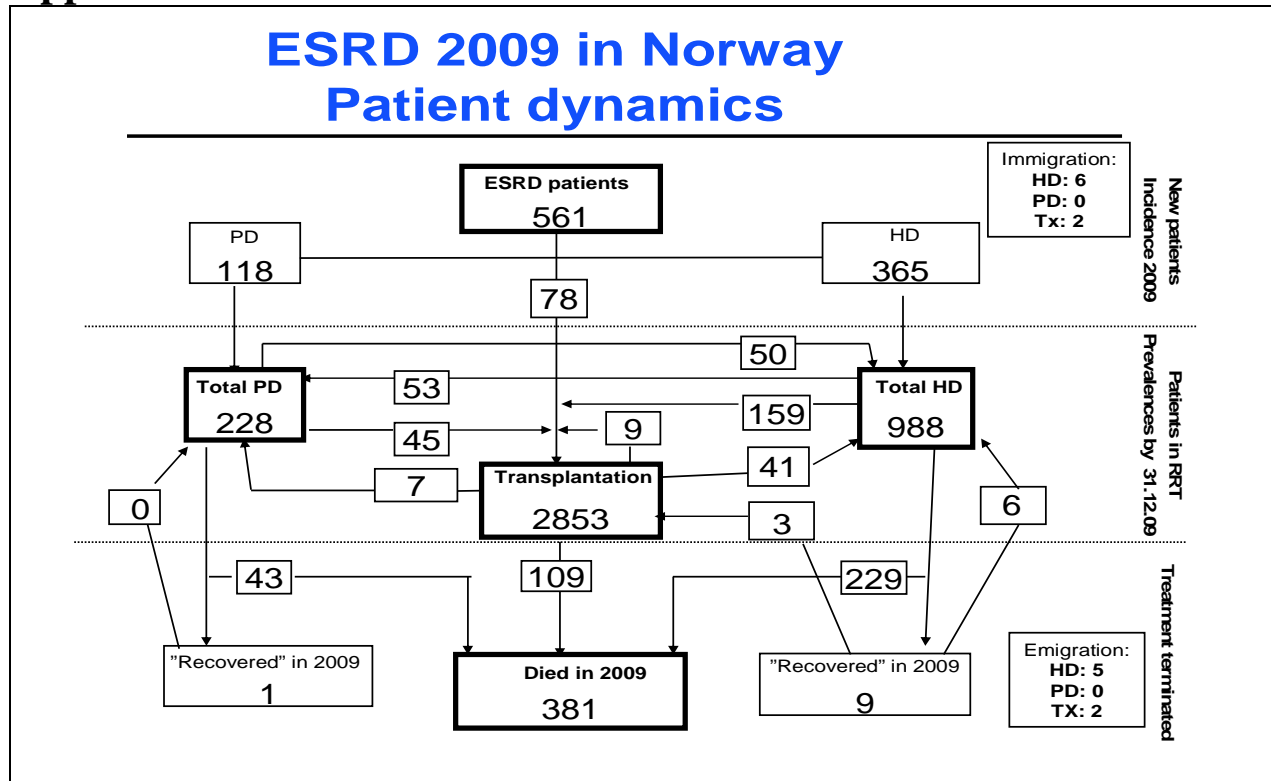 ESRD 2009 in Norway
Patient dynamics
Immigration:
HD: 6
PD: 0
Tx: 2
New patients
Incidence 2009
ESRD patients
561
PD
118
HD
365
78
50
53
Total PD
228
Total HD
988
159
45
9
41
7
Transplantation
2853
0
3
6
Patients in RRT
Prevalences by 31.12.09
43
109
229
Treatment terminated
"Recovered" in 2009
1
Died in 2009
381
"Recovered" in 2009
9
Emigration:
HD: 5
PD: 0
TX: 2